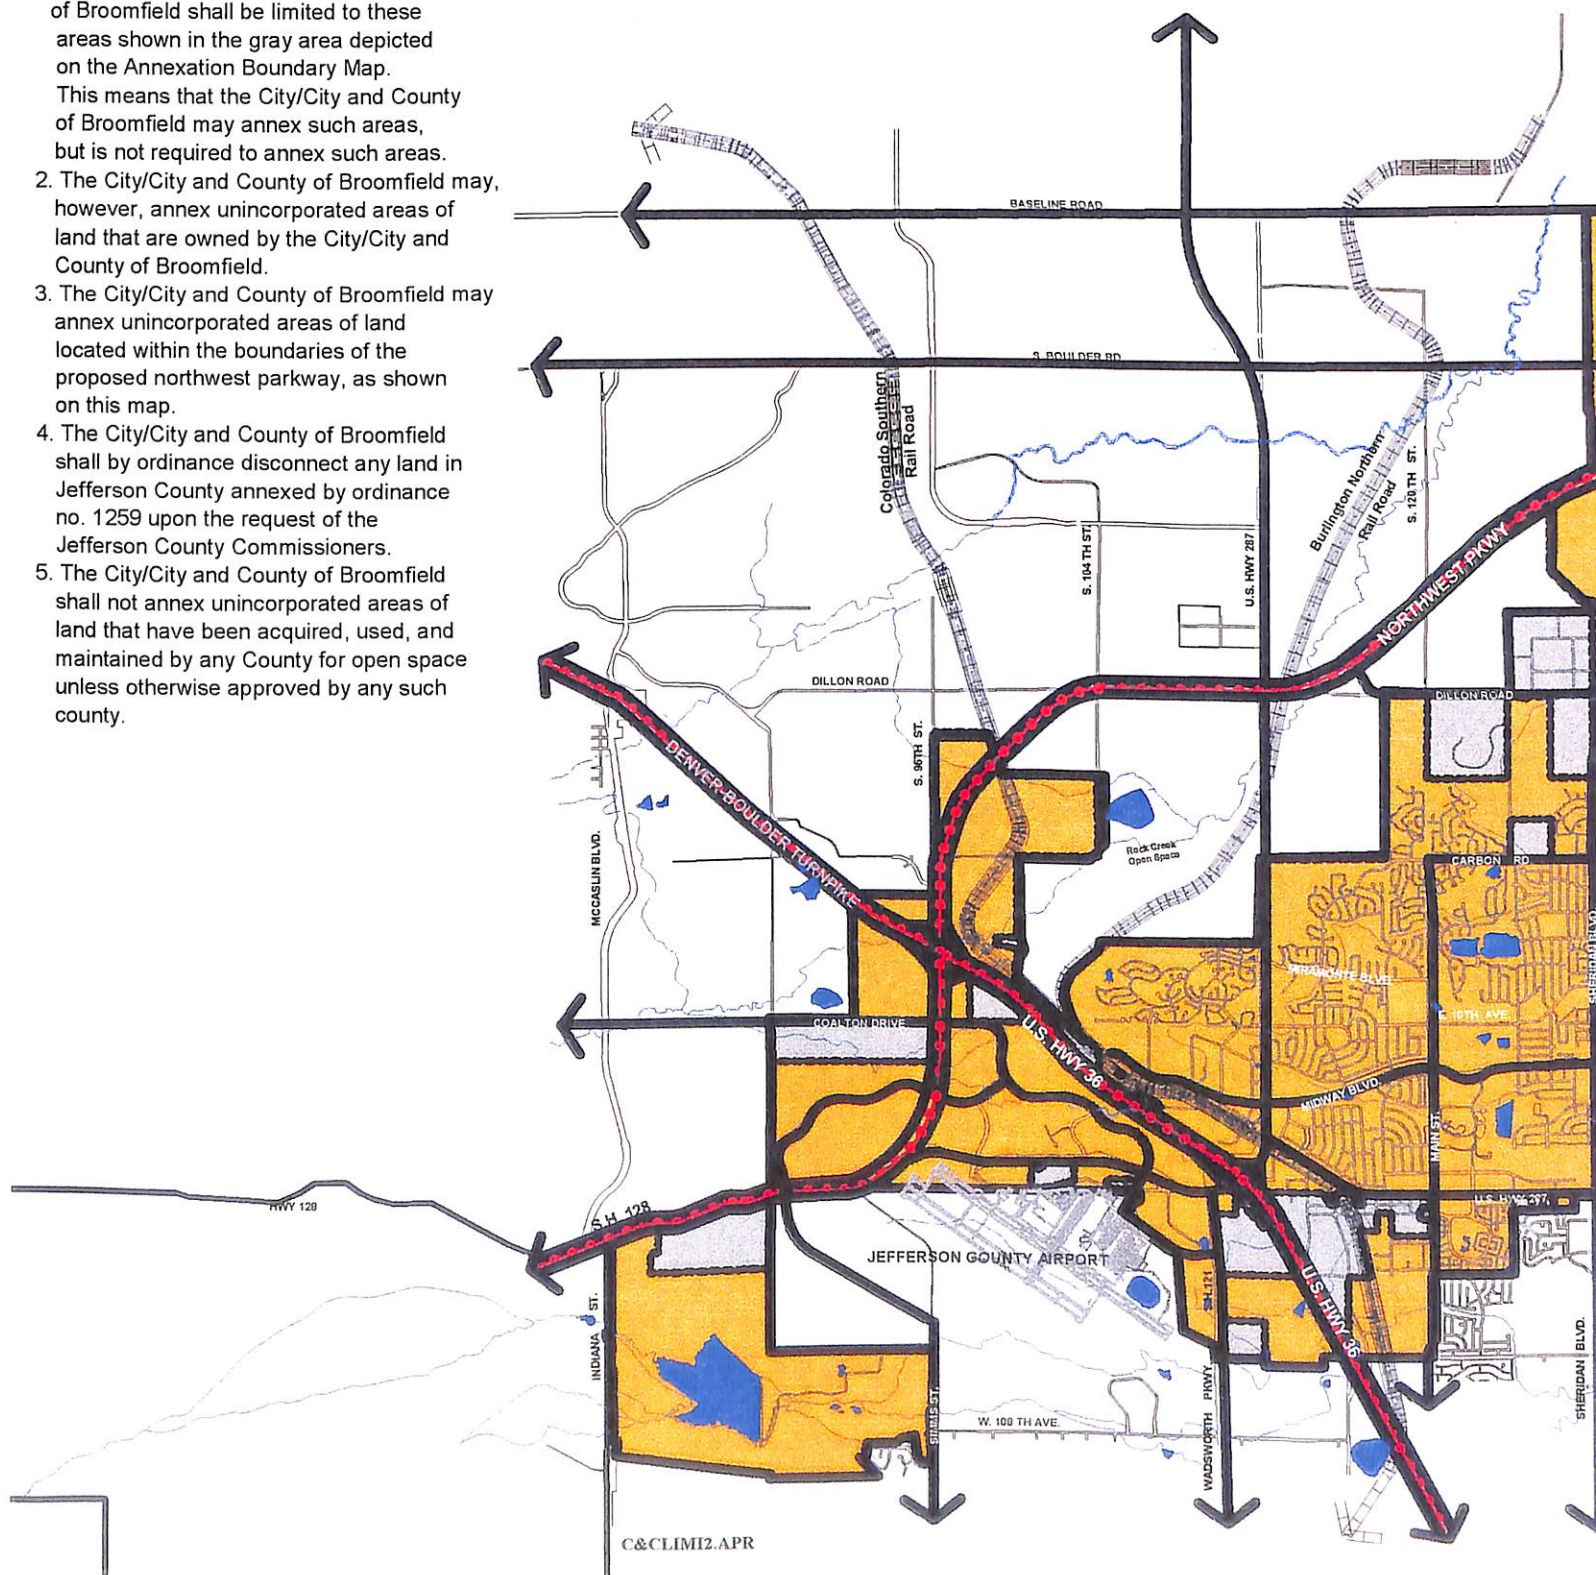 of Broomfield shall be limited to these
areas shown in the gray area depicted
on the Annexation Boundary Map.
This means that the City/City and County
of Broomfield may annex such areas,
but is not required to annex such areas.
2. The City/City and County of Broomfield may,
however, annex unincorporated areas of
land that are owned by the City/City and
County of Broomfield.
3. The City/City and County of Broomfield may
annex unincorporated areas of land
located within the boundaries of the
proposed northwest parkway, as shown
on this map.
4. The City/City and County of Broomfield
shall by ordinance disconnect any land in
Jefferson County annexed by ordinance
no. 1259 upon the request of the
Jefferson County Commissioners.
5. The City/City and County of Broomfield
shall not annex unincorporated areas of
land that have been acquired, used, and
maintained by any County for open space
unless otherwise approved by any such
county.
BASELINE ROAD
S. BOULDER RD
Colorado Southern
Rail Road
Burlington Northern
Rail Road
S. 120 TH ST.
S. 104 TH ST.
U.S. HWY 287
NORTHWEST PKWY
DILLON ROAD
DILLON ROAD
S. 96TH ST.
DENVER-BOULDER TURNPIKE
MCCASLIN BLVD.
Rock Creek
Open Space
CARBON RD
SHERIDAN BLVD.
MIRAMONTE BLVD.
10TH AVE
COALTON DRIVE
U.S. HWY 36
MIDWAY BLVD.
MAIN ST.
HWY 128
S.H. 128
U.S. HWY 287
JEFFERSON COUNTY AIRPORT
S.H.121
U.S. HWY 36
INDIANA ST.
SIMMS ST.
W. 100 TH AVE.
WADSWORTH PKWY
SHERIDAN BLVD.
C&CLIMI2.APR